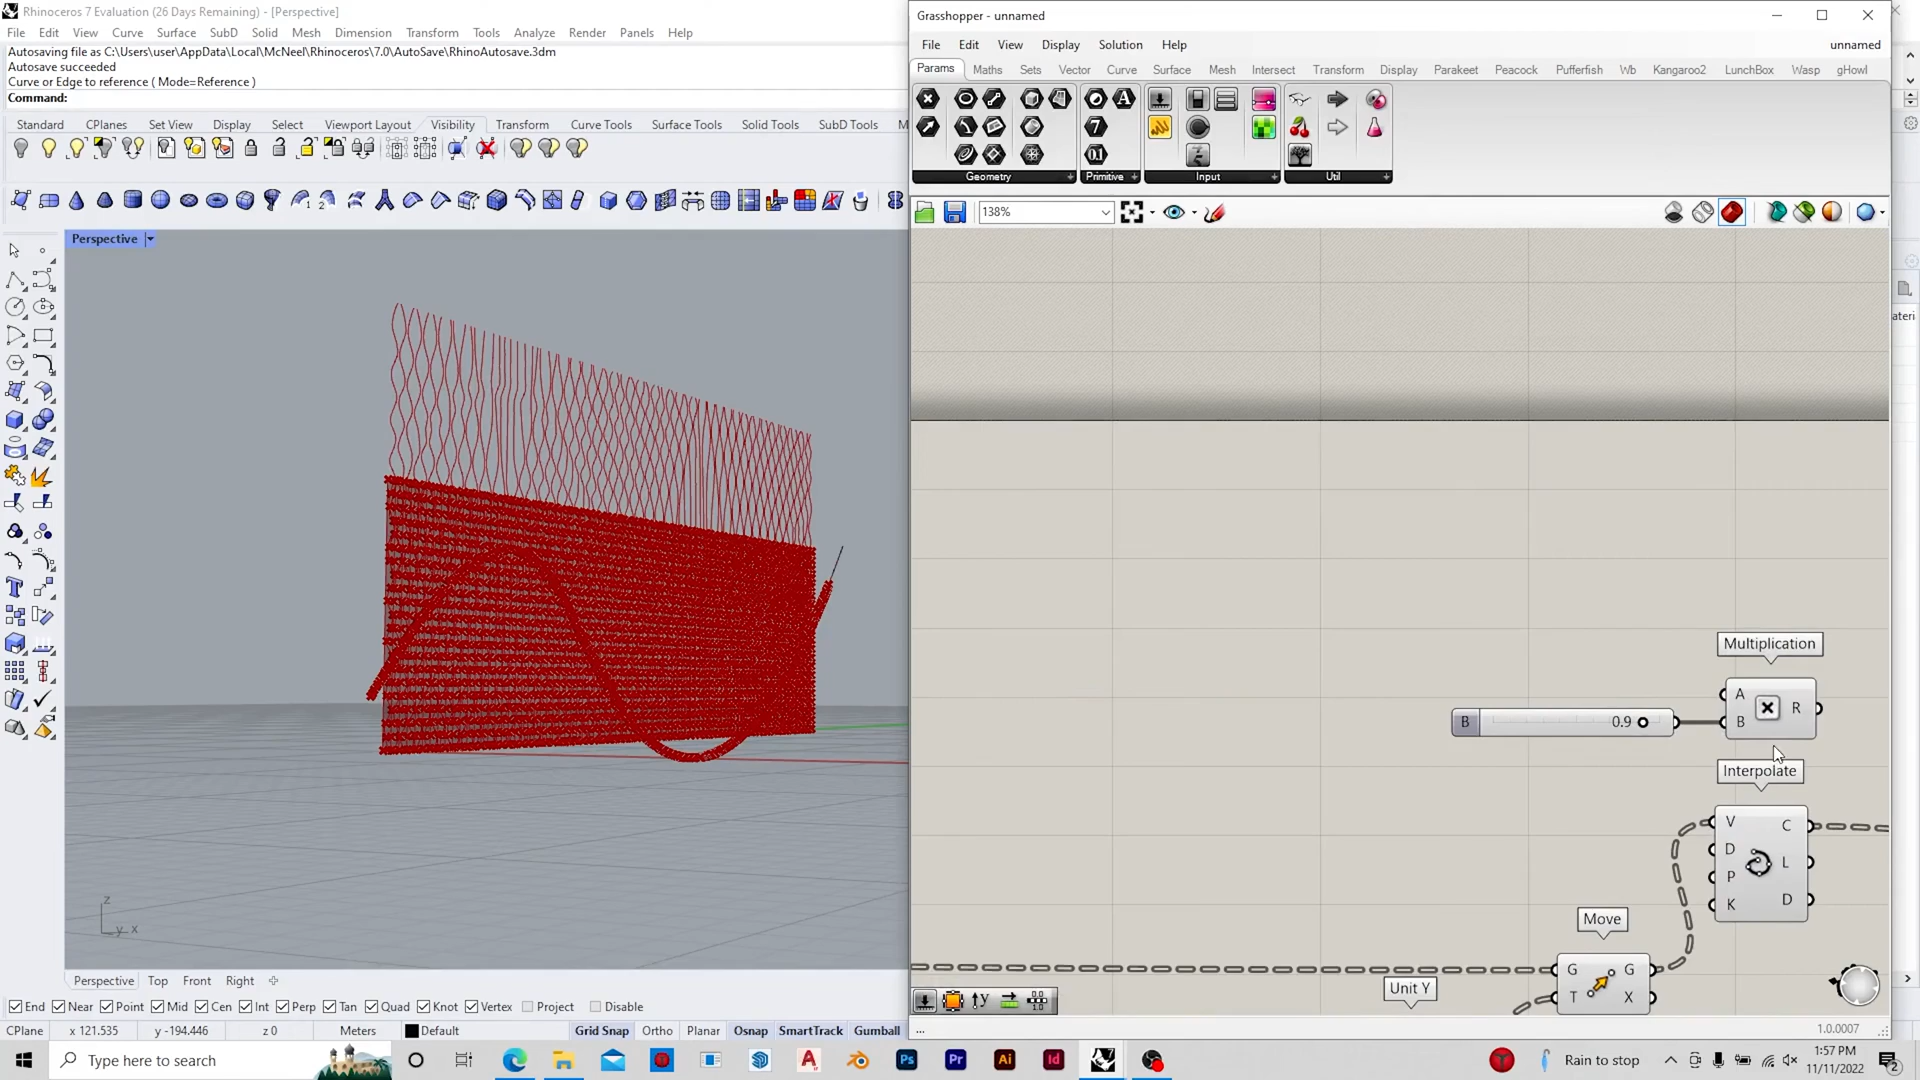 Rhinoceros 7 Evaluation (26 Days Remaining) - [Perspective]
File Edit View Curve Surface SubD Solid Mesh Dimension Transform Tools Analyze Render Panels Help
Autosaving file as C:\Users\user\AppData\Local\McNeel\Rhinoceros\7.0\AutoSave\RhinoAutosave.3dm
Autosave succeeded
Curve or Edge to reference ( Mode=Reference )
Command:
Standard CPlanes Set View Display Select Viewport Layout Visibility Transform Curve Tools Surface Tools Solid Tools SubD Tools M
Perspective
z
y x
Perspective Top Front Right
End Near Point Mid Cen Int Perp Tan Quad Knot Vertex Project Disable
CPlane x 121.535 y -194.446 z 0 Meters Default Grid Snap Ortho Planar Osnap SmartTrack Gumball
Grasshopper - unnamed
File Edit View Display Solution Help unnamed
Params Maths Sets Vector Curve Surface Mesh Intersect Transform Display Parakeet Peacock Pufferfish Wb Kangaroo2 LunchBox Wasp gHowl
Geometry Primitive Input Util
138%
Multiplication
A
B R
B 0.9
Interpolate
V C
D L
P
K D
Move
G G
T X
Unit Y
...
1.0.0007
ateri
Type here to search
Rain to stop
1:57 PM
11/11/2022
2